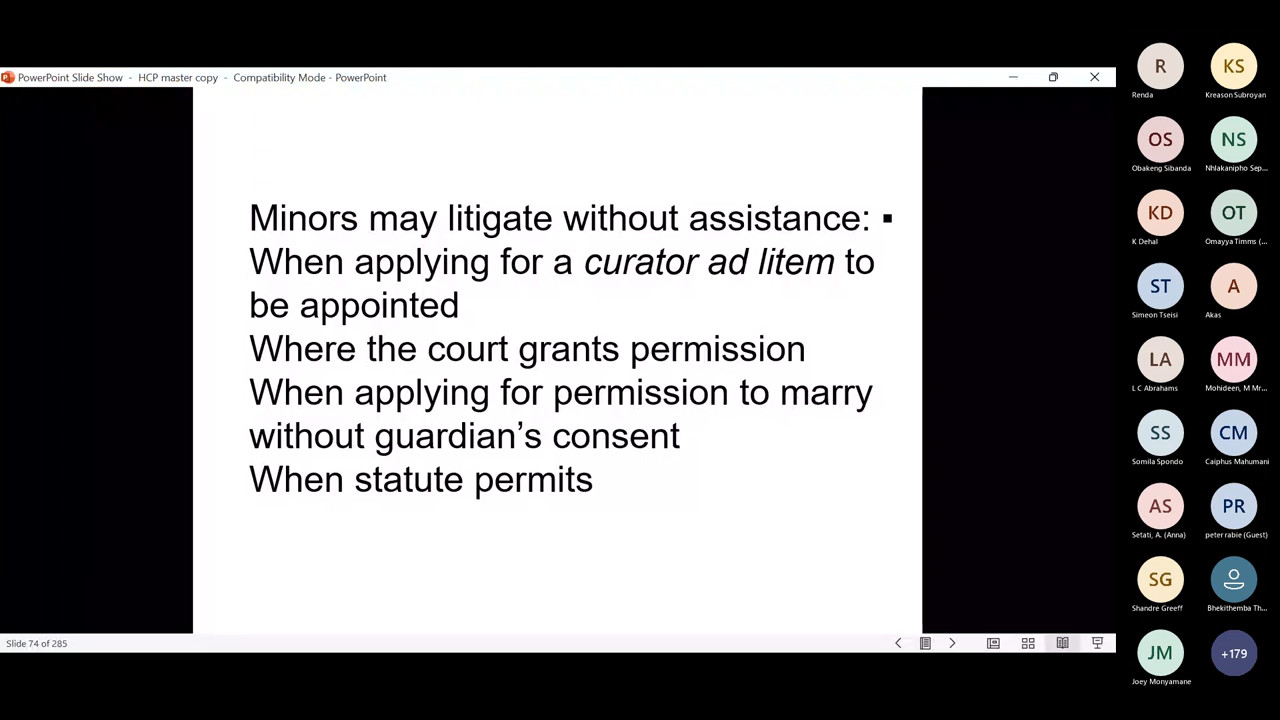 PowerPoint Slide Show - HCP master copy - Compatibility Mode - PowerPoint
Minors may litigate without assistance: ▪
When applying for a curator ad litem to
be appointed
Where the court grants permission
When applying for permission to marry
without guardian’s consent
When statute permits
Slide 74 of 285
R
Renda
KS
Kreason Subroyan
OS
Obakeng Sibanda
NS
Nhlakanipho Sep...
KD
K Dehal
OT
Omayya Timms (...
ST
Simeon Tseisi
A
Akas
LA
L C Abrahams
MM
Mohideen, M Mr...
SS
Somila Spondo
CM
Caiphus Mahumani
AS
Setati, A. (Anna)
PR
peter rabie (Guest)
SG
Shandre Greeff
Bhekithemba Th...
JM
Joey Monyamane
+179